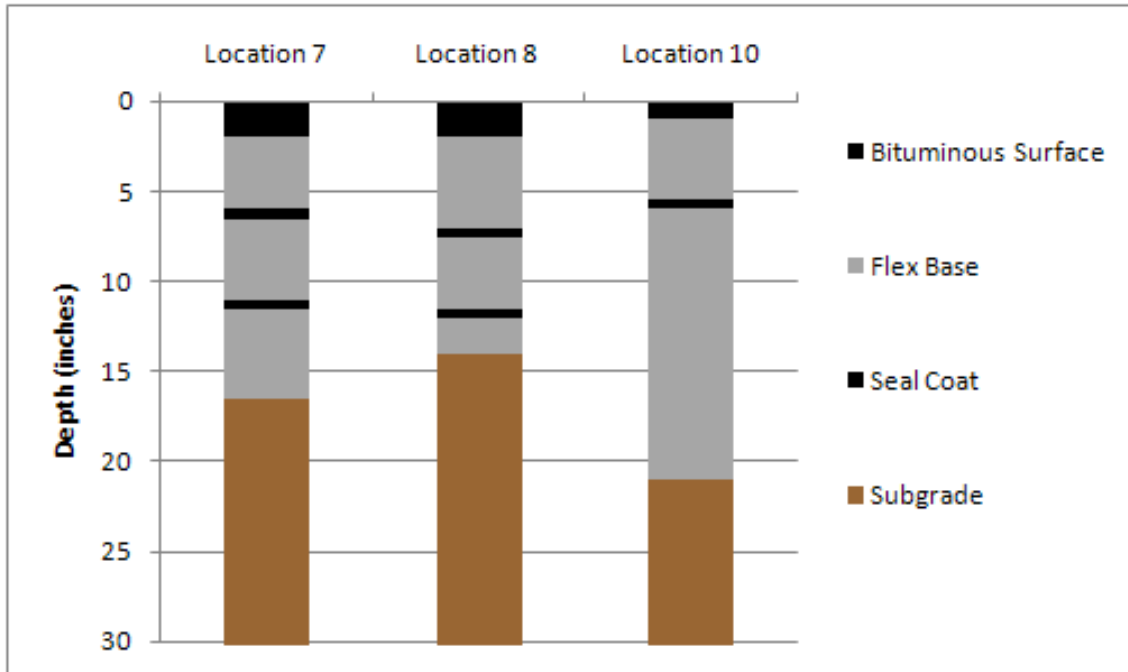 Location 7
Location 8
Location 10
Depth (inches)
0
5
10
15
20
25
30
Bituminous Surface
Flex Base
Seal Coat
Subgrade